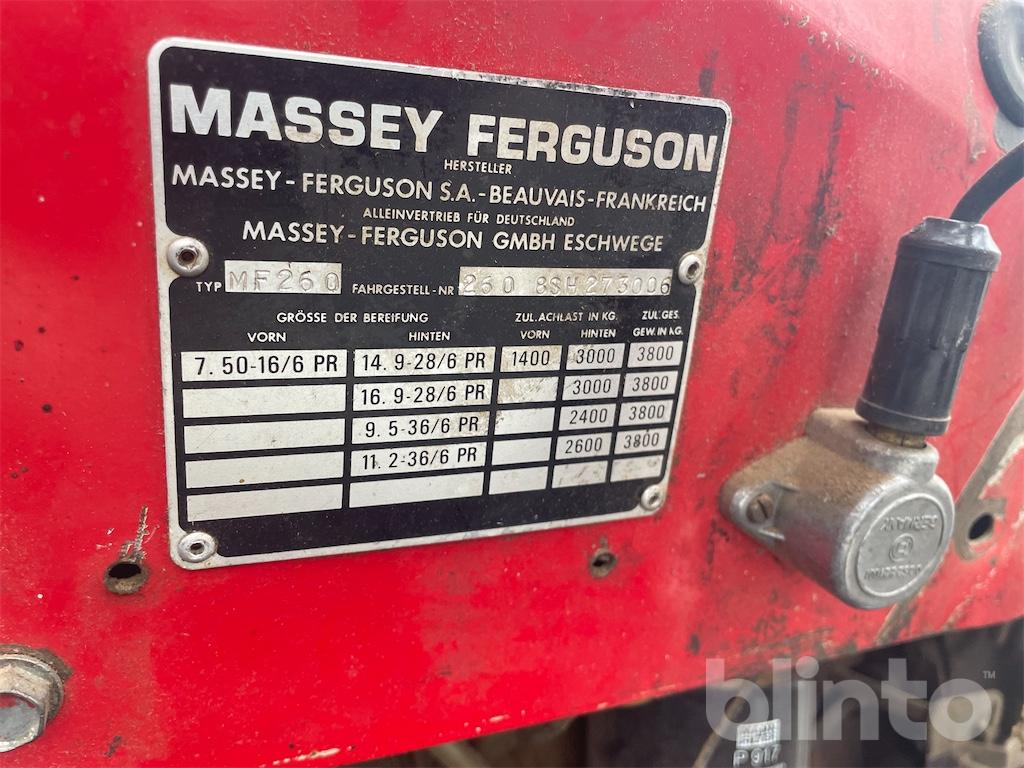 MASSEY FERGUSON
HERSTELLER
MASSEY-FERGUSON S.A.-BEAUVAIS-FRANKREICH
ALLEINVERTRIEB FÜR DEUTSCHLAND
MASSEY-FERGUSON GMBH ESCHWEGE
TYP MF260 FAHRGESTELL-NR 260 8SH273006
GRÖSSE DER BEREIFUNG ZUL.ACHLAST IN KG. ZUL.GES.
VORN HINTEN VORN HINTEN GEW.IN KG.
7.50-16/6 PR 14.9-28/6 PR 1400 3000 3800
16.9-28/6 PR 3000 3800
9.5-36/6 PR 2400 3800
11.2-36/6 PR 2600 3800
GERMANY
blinto™